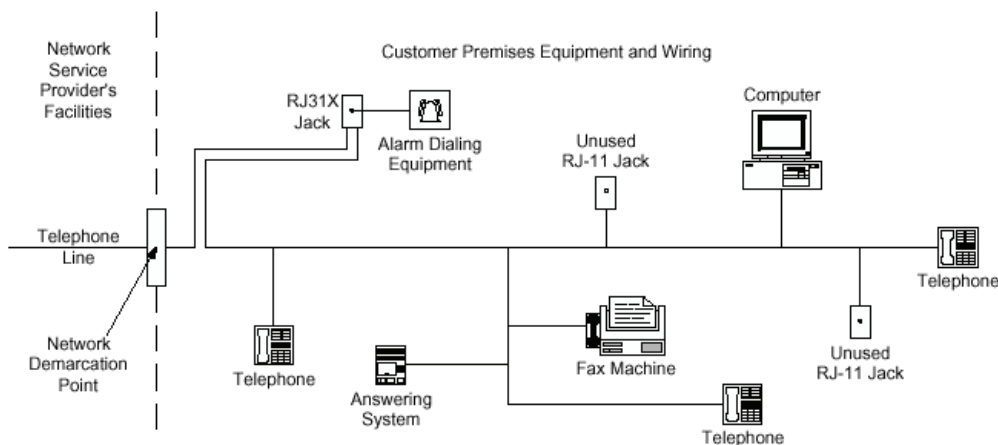 Network
Service
Provider's
Facilities
Customer Premises Equipment and Wiring
RJ31X
Jack
Alarm Dialing
Equipment
Unused
RJ-11 Jack
Computer
Telephone
Line
Network
Demarcation
Point
Telephone
Answering
System
Fax Machine
Telephone
Unused
RJ-11 Jack
Telephone